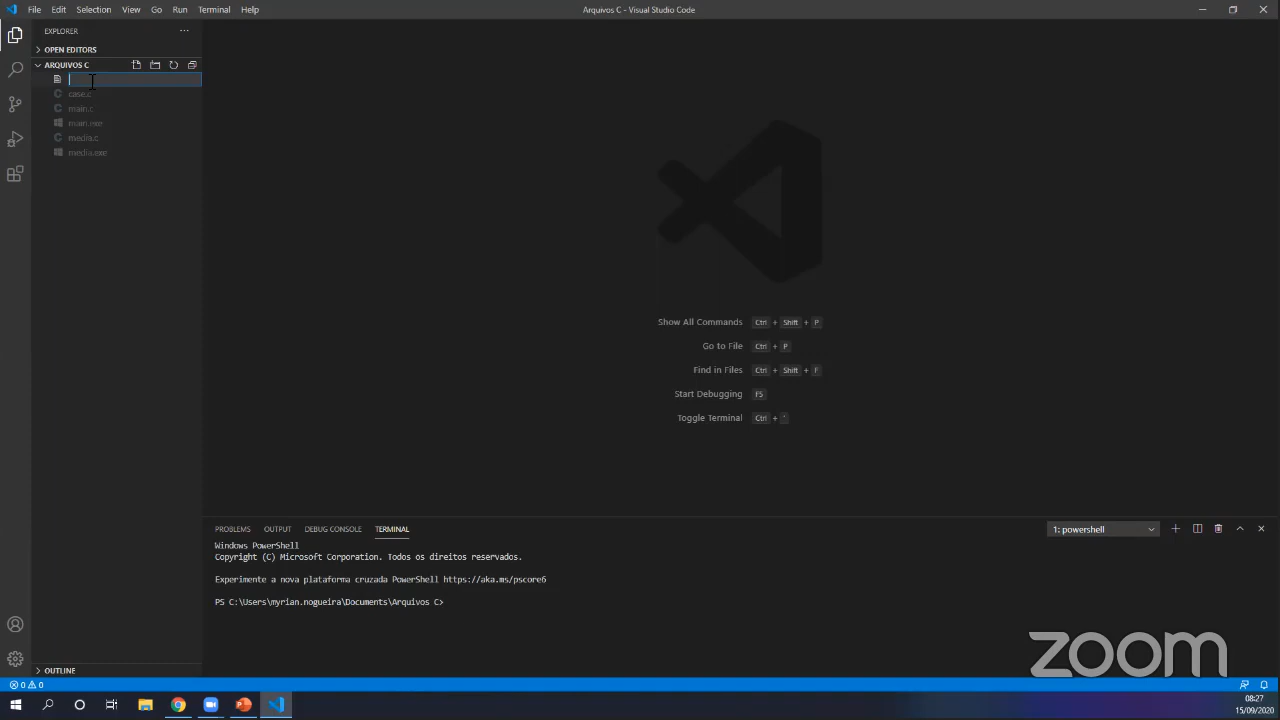 File Edit Selection View Go Run Terminal Help
Arquivos C - Visual Studio Code
EXPLORER
OPEN EDITORS
ARQUIVOS C
case.c
main.c
main.exe
media.c
media.exe
Show All Commands Ctrl + Shift + P
Go to File Ctrl + P
Find in Files Ctrl + Shift + F
Start Debugging F5
Toggle Terminal Ctrl + '
PROBLEMS OUTPUT DEBUG CONSOLE TERMINAL
1: powershell
Windows PowerShell
Copyright (C) Microsoft Corporation. Todos os direitos reservados.
Experimente a nova plataforma cruzada PowerShell https://aka.ms/pscore6
PS C:\Users\myrian.nogueira\Documents\Arquivos C>
zoom
OUTLINE
0 0
08:27
15/09/2020